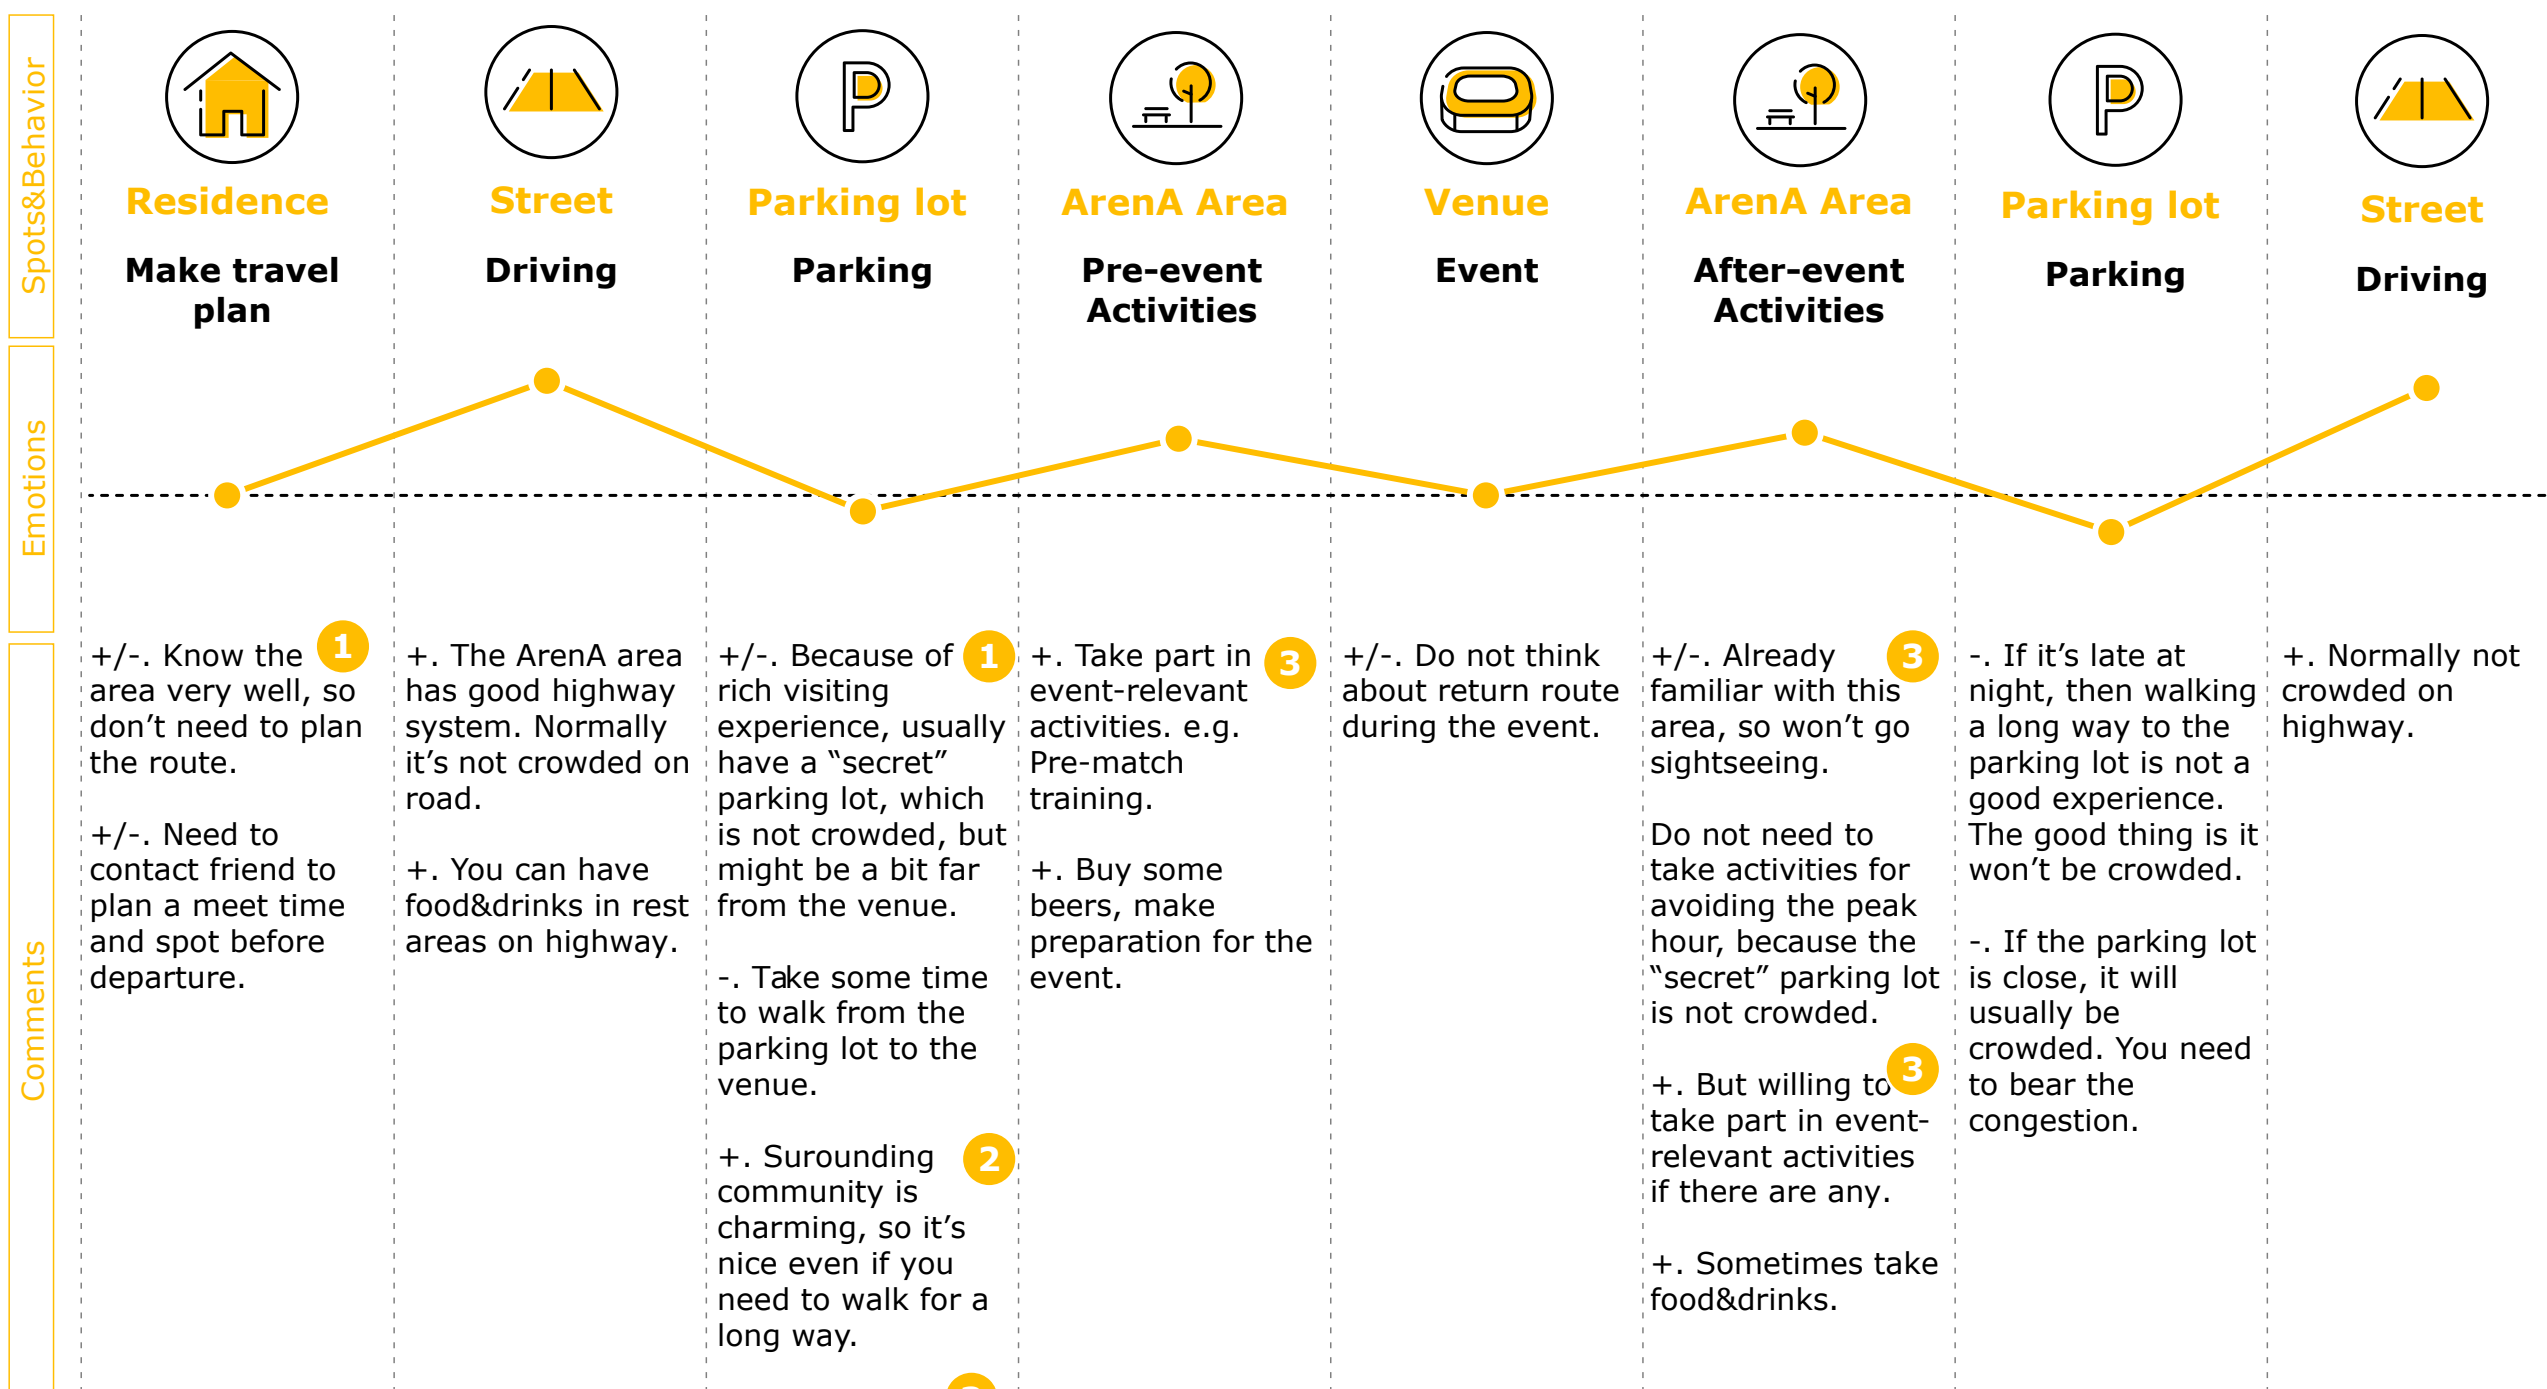 Spots&Behavior
Residence
Make travel
plan
Street
Driving
P
Parking lot
Parking
ArenA Area
Pre-event
Activities
Venue
Event
ArenA Area
After-event
Activities
P
Parking lot
Parking
Street
Driving
Emotions
Comments
+/-. Know the 1
area very well, so
don’t need to plan
the route.
+/-. Need to
contact friend to
plan a meet time
and spot before
departure.
+. The ArenA area
has good highway
system. Normally
it’s not crowded on
road.
+. You can have
food&drinks in rest
areas on highway.
+/-. Because of 1
rich visiting
experience, usually
have a “secret”
parking lot, which
is not crowded, but
might be a bit far
from the venue.
-. Take some time
to walk from the
parking lot to the
venue.
+. Surounding 2
community is
charming, so it’s
nice even if you
need to walk for a
long way.
+. Take part in 3
event-relevant
activities. e.g.
Pre-match
training.
+. Buy some
beers, make
preparation for the
event.
+/-. Do not think
about return route
during the event.
+/-. Already 3
familiar with this
area, so won’t go
sightseeing.
Do not need to
take activities for
avoiding the peak
hour, because the
“secret” parking lot
is not crowded.
+. But willing to 3
take part in event-
relevant activities
if there are any.
+. Sometimes take
food&drinks.
-. If it’s late at
night, then walking
a long way to the
parking lot is not a
good experience.
The good thing is it
won’t be crowded.
-. If the parking lot
is close, it will
usually be
crowded. You need
to bear the
congestion.
+. Normally not
crowded on
highway.